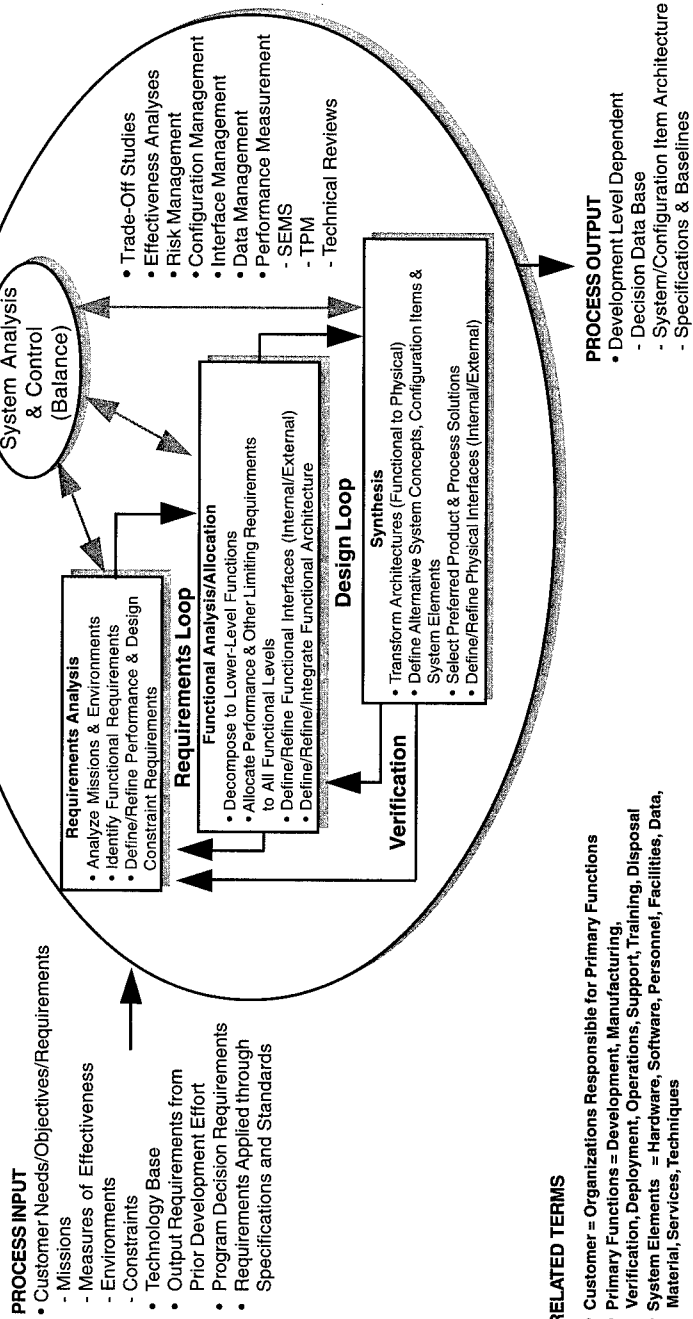 PROCESS INPUT
• Customer Needs/Objectives/Requirements
- Missions
- Measures of Effectiveness
- Environments
- Constraints
• Technology Base
• Output Requirements from
Prior Development Effort
• Program Decision Requirements
• Requirements Applied through
Specifications and Standards
System Analysis
& Control
(Balance)
Requirements Analysis
• Analyze Missions & Environments
• Identify Functional Requirements
• Define/Refine Performance & Design
Constraint Requirements
Requirements Loop
Functional Analysis/Allocation
• Decompose to Lower-Level Functions
• Allocate Performance & Other Limiting Requirements
to All Functional Levels
• Define/Refine Functional Interfaces (Internal/External)
• Define/Refine/Integrate Functional Architecture
Design Loop
Synthesis
• Transform Architectures (Functional to Physical)
• Define Alternative System Concepts, Configuration Items &
System Elements
• Select Preferred Product & Process Solutions
• Define/Refine Physical Interfaces (Internal/External)
Verification
• Trade-Off Studies
• Effectiveness Analyses
• Risk Management
• Configuration Management
• Interface Management
• Data Management
• Performance Measurement
- SEMS
- TPM
- Technical Reviews
RELATED TERMS
Customer = Organizations Responsible for Primary Functions
Primary Functions = Development, Manufacturing,
Verification, Deployment, Operations, Support, Training, Disposal
System Elements = Hardware, Software, Personnel, Facilities, Data,
Material, Services, Techniques
PROCESS OUTPUT
• Development Level Dependent
- Decision Data Base
- System/Configuration Item Architecture
- Specifications & Baselines